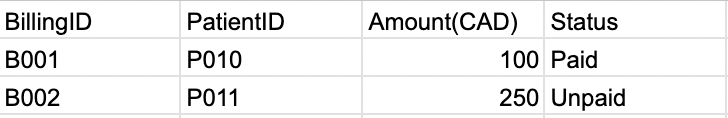 BillingID PatientID Amount(CAD) Status
B001 P010 100 Paid
B002 P011 250 Unpaid